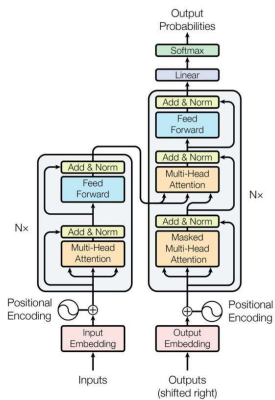 Output
Probabilities
Softmax
Linear
Add & Norm
Feed
Forward
Add & Norm
Multi-Head
Attention
Add & Norm
Masked
Multi-Head
Attention
Nx
Add & Norm
Feed
Forward
Add & Norm
Multi-Head
Attention
Nx
Positional
Encoding
Positional
Encoding
Input
Embedding
Output
Embedding
Inputs
Outputs
(shifted right)